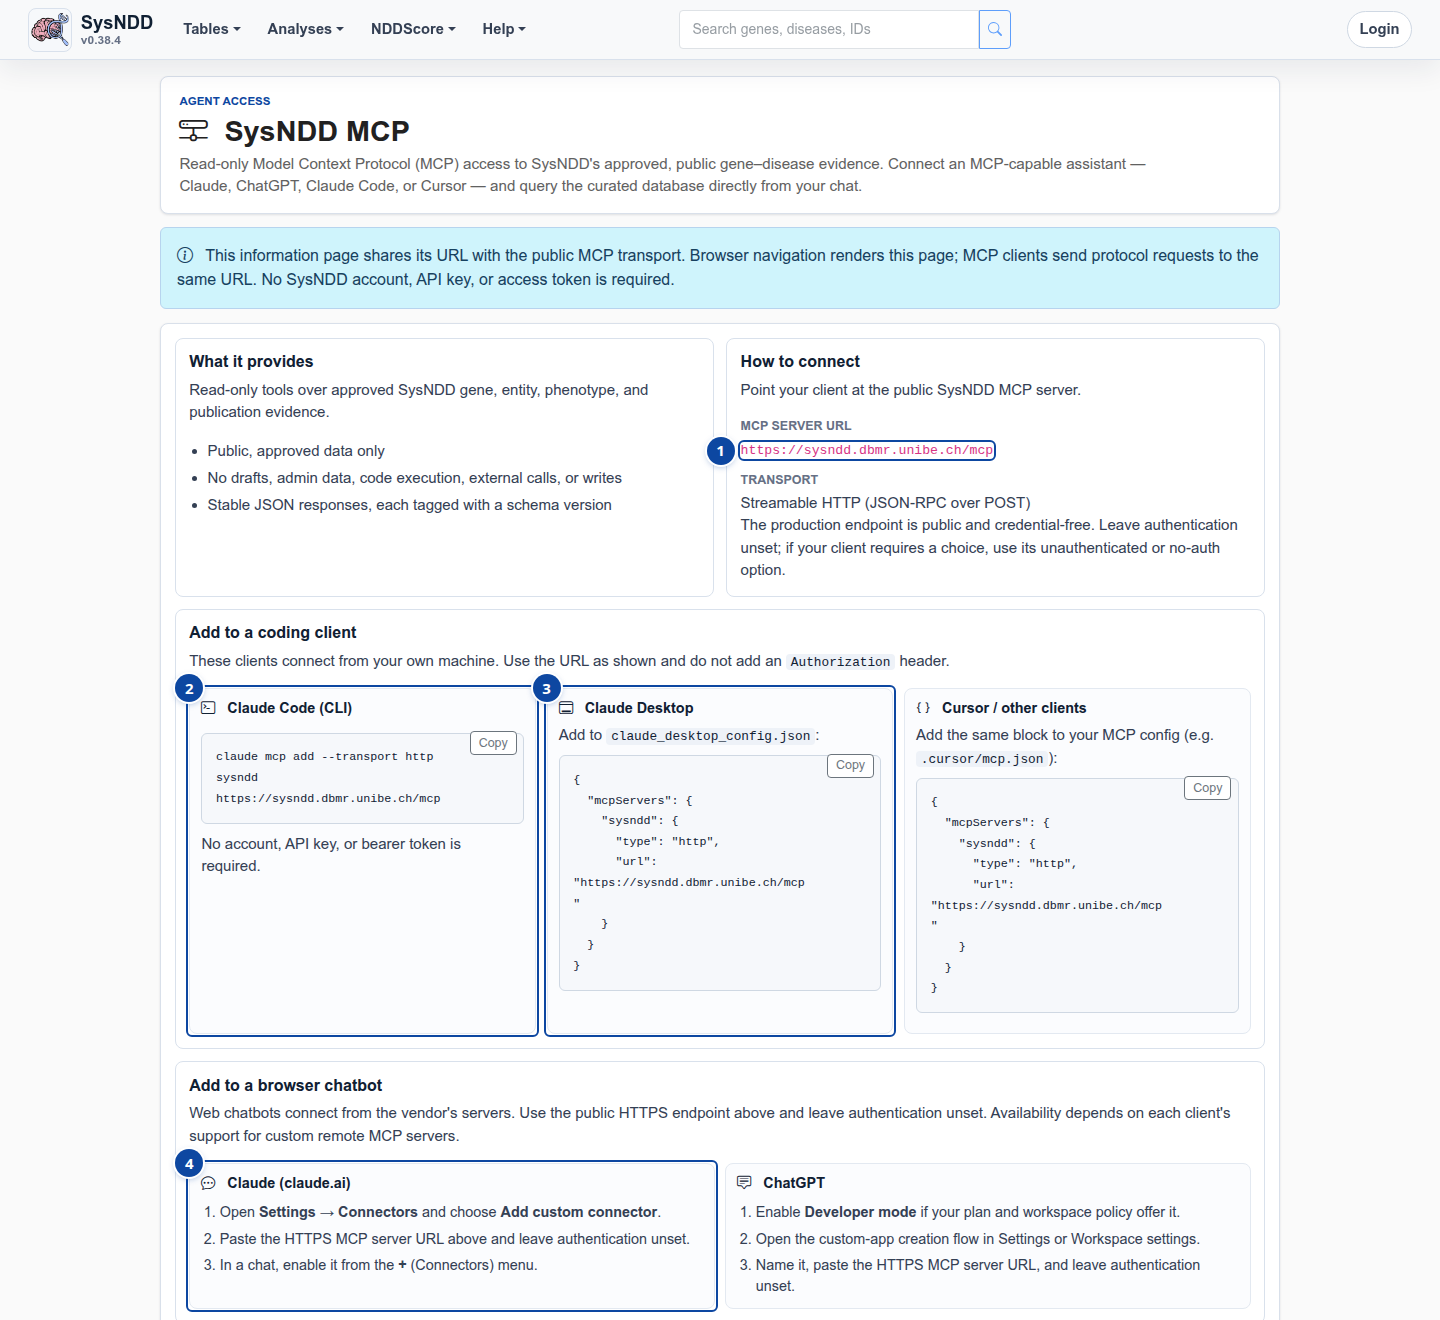 SysNDD
v0.38.4
Tables
Analyses
NDDScore
Help
Search genes, diseases, IDs
Login
AGENT ACCESS
SysNDD MCP
Read-only Model Context Protocol (MCP) access to SysNDD's approved, public gene–disease evidence. Connect an MCP-capable assistant —
Claude, ChatGPT, Claude Code, or Cursor — and query the curated database directly from your chat.
This information page shares its URL with the public MCP transport. Browser navigation renders this page; MCP clients send protocol requests to the
same URL. No SysNDD account, API key, or access token is required.
What it provides
Read-only tools over approved SysNDD gene, entity, phenotype, and
publication evidence.
• Public, approved data only
• No drafts, admin data, code execution, external calls, or writes
• Stable JSON responses, each tagged with a schema version
How to connect
Point your client at the public SysNDD MCP server.
MCP SERVER URL
1
https://sysndd.dbmr.unibe.ch/mcp
TRANSPORT
Streamable HTTP (JSON-RPC over POST)
The production endpoint is public and credential-free. Leave authentication
unset; if your client requires a choice, use its unauthenticated or no-auth
option.
Add to a coding client
These clients connect from your own machine. Use the URL as shown and do not add an Authorization header.
2
Claude Code (CLI)
Copy
claude mcp add --transport http
sysndd
https://sysndd.dbmr.unibe.ch/mcp
No account, API key, or bearer token is
required.
3
Claude Desktop
Add to claude_desktop_config.json:
Copy
{
"mcpServers": {
"sysndd": {
"type": "http",
"url":
"https://sysndd.dbmr.unibe.ch/mcp
"
}
}
}
Cursor / other clients
Add the same block to your MCP config (e.g.
.cursor/mcp.json):
Copy
{
"mcpServers": {
"sysndd": {
"type": "http",
"url":
"https://sysndd.dbmr.unibe.ch/mcp
"
}
}
}
Add to a browser chatbot
Web chatbots connect from the vendor's servers. Use the public HTTPS endpoint above and leave authentication unset. Availability depends on each client's
support for custom remote MCP servers.
4
Claude (claude.ai)
1. Open Settings → Connectors and choose Add custom connector.
2. Paste the HTTPS MCP server URL above and leave authentication unset.
3. In a chat, enable it from the + (Connectors) menu.
ChatGPT
1. Enable Developer mode if your plan and workspace policy offer it.
2. Open the custom-app creation flow in Settings or Workspace settings.
3. Name it, paste the HTTPS MCP server URL, and leave authentication
unset.